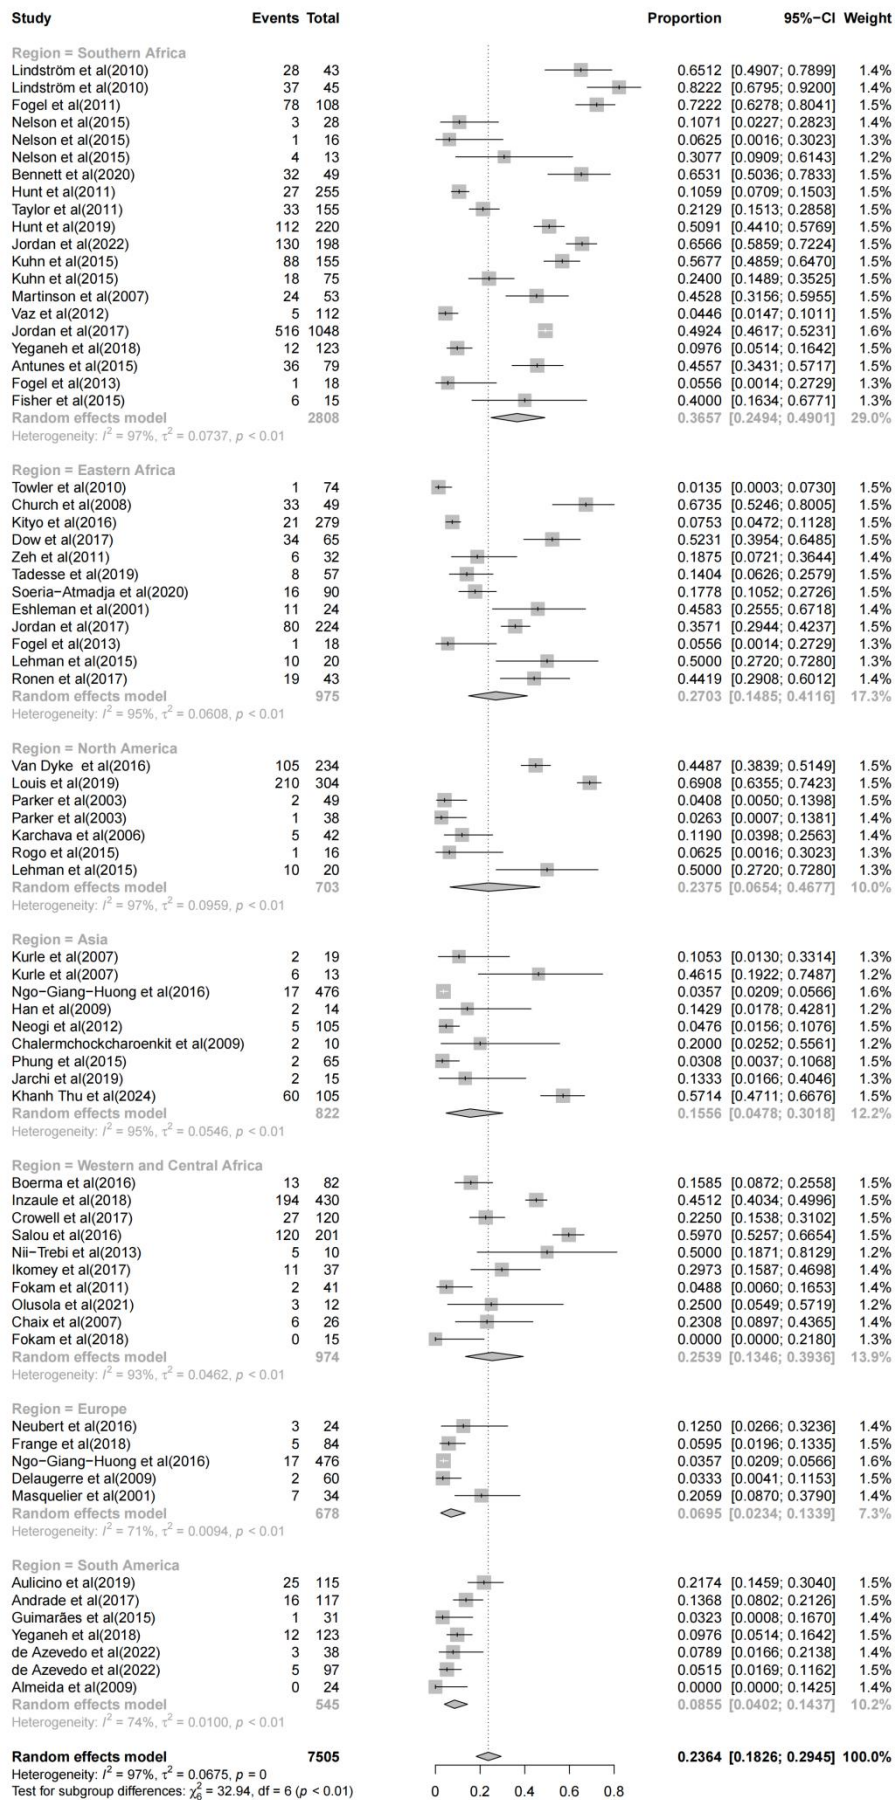 Study Events Total Proportion 95%−CI Weight
Region = Southern Africa
Lindström et al(2010) 28 43 0.6512 [0.4907; 0.7899] 1.4%
Lindström et al(2010) 37 45 0.8222 [0.6795; 0.9200] 1.4%
Fogel et al(2011) 78 108 0.7222 [0.6278; 0.8041] 1.5%
Nelson et al(2015) 3 28 0.1071 [0.0227; 0.2823] 1.4%
Nelson et al(2015) 1 16 0.0625 [0.0016; 0.3023] 1.3%
Nelson et al(2015) 4 13 0.3077 [0.0909; 0.6143] 1.2%
Bennett et al(2020) 32 49 0.6531 [0.5036; 0.7833] 1.5%
Hunt et al(2011) 27 255 0.1059 [0.0709; 0.1503] 1.5%
Taylor et al(2011) 33 155 0.2129 [0.1513; 0.2858] 1.5%
Hunt et al(2019) 112 220 0.5091 [0.4410; 0.5769] 1.5%
Jordan et al(2022) 130 198 0.6566 [0.5859; 0.7224] 1.5%
Kuhn et al(2015) 88 155 0.5677 [0.4859; 0.6470] 1.5%
Kuhn et al(2015) 18 75 0.2400 [0.1489; 0.3525] 1.5%
Martinson et al(2007) 24 53 0.4528 [0.3156; 0.5955] 1.5%
Vaz et al(2012) 5 112 0.0446 [0.0147; 0.1011] 1.5%
Jordan et al(2017) 516 1048 0.4924 [0.4617; 0.5231] 1.6%
Yeganeh et al(2018) 12 123 0.0976 [0.0514; 0.1642] 1.5%
Antunes et al(2015) 36 79 0.4557 [0.3431; 0.5717] 1.5%
Fogel et al(2013) 1 18 0.0556 [0.0014; 0.2729] 1.3%
Fisher et al(2015) 6 15 0.4000 [0.1634; 0.6771] 1.3%
Random effects model 2808 0.3657 [0.2494; 0.4901] 29.0%
Heterogeneity: I² = 97%, τ² = 0.0737, p < 0.01
Region = Eastern Africa
Towler et al(2010) 1 74 0.0135 [0.0003; 0.0730] 1.5%
Church et al(2008) 33 49 0.6735 [0.5246; 0.8005] 1.5%
Kityo et al(2016) 21 279 0.0753 [0.0472; 0.1128] 1.5%
Dow et al(2017) 34 65 0.5231 [0.3954; 0.6485] 1.5%
Zeh et al(2011) 6 32 0.1875 [0.0721; 0.3644] 1.4%
Tadesse et al(2019) 8 57 0.1404 [0.0626; 0.2579] 1.5%
Soeria−Atmadja et al(2020) 16 90 0.1778 [0.1052; 0.2726] 1.5%
Eshleman et al(2001) 11 24 0.4583 [0.2555; 0.6718] 1.4%
Jordan et al(2017) 80 224 0.3571 [0.2944; 0.4237] 1.5%
Fogel et al(2013) 1 18 0.0556 [0.0014; 0.2729] 1.3%
Lehman et al(2015) 10 20 0.5000 [0.2720; 0.7280] 1.3%
Ronen et al(2017) 19 43 0.4419 [0.2908; 0.6012] 1.4%
Random effects model 975 0.2703 [0.1485; 0.4116] 17.3%
Heterogeneity: I² = 95%, τ² = 0.0608, p < 0.01
Region = North America
Van Dyke et al(2016) 105 234 0.4487 [0.3839; 0.5149] 1.5%
Louis et al(2019) 210 304 0.6908 [0.6355; 0.7423] 1.5%
Parker et al(2003) 2 49 0.0408 [0.0050; 0.1398] 1.5%
Parker et al(2003) 1 38 0.0263 [0.0007; 0.1381] 1.4%
Karchava et al(2006) 5 42 0.1190 [0.0398; 0.2563] 1.4%
Rogo et al(2015) 1 16 0.0625 [0.0016; 0.3023] 1.3%
Lehman et al(2015) 10 20 0.5000 [0.2720; 0.7280] 1.3%
Random effects model 703 0.2375 [0.0654; 0.4677] 10.0%
Heterogeneity: I² = 97%, τ² = 0.0959, p < 0.01
Region = Asia
Kurle et al(2007) 2 19 0.1053 [0.0130; 0.3314] 1.3%
Kurle et al(2007) 6 13 0.4615 [0.1922; 0.7487] 1.2%
Ngo−Giang−Huong et al(2016) 17 476 0.0357 [0.0209; 0.0566] 1.6%
Han et al(2009) 2 14 0.1429 [0.0178; 0.4281] 1.2%
Neogi et al(2012) 5 105 0.0476 [0.0156; 0.1076] 1.5%
Chalermchockcharoenkit et al(2009) 2 10 0.2000 [0.0252; 0.5561] 1.2%
Phung et al(2015) 2 65 0.0308 [0.0037; 0.1068] 1.5%
Jarchi et al(2019) 2 15 0.1333 [0.0166; 0.4046] 1.3%
Khanh Thu et al(2024) 60 105 0.5714 [0.4711; 0.6676] 1.5%
Random effects model 822 0.1556 [0.0478; 0.3018] 12.2%
Heterogeneity: I² = 95%, τ² = 0.0546, p < 0.01
Region = Western and Central Africa
Boerma et al(2016) 13 82 0.1585 [0.0872; 0.2558] 1.5%
Inzaule et al(2018) 194 430 0.4512 [0.4034; 0.4996] 1.5%
Crowell et al(2017) 27 120 0.2250 [0.1538; 0.3102] 1.5%
Salou et al(2016) 120 201 0.5970 [0.5257; 0.6654] 1.5%
Nii−Trebi et al(2013) 5 10 0.5000 [0.1871; 0.8129] 1.2%
Ikomey et al(2017) 11 37 0.2973 [0.1587; 0.4698] 1.4%
Fokam et al(2011) 2 41 0.0488 [0.0060; 0.1653] 1.4%
Olusola et al(2021) 3 12 0.2500 [0.0549; 0.5719] 1.2%
Chaix et al(2007) 6 26 0.2308 [0.0897; 0.4365] 1.4%
Fokam et al(2018) 0 15 0.0000 [0.0000; 0.2180] 1.3%
Random effects model 974 0.2539 [0.1346; 0.3936] 13.9%
Heterogeneity: I² = 93%, τ² = 0.0462, p < 0.01
Region = Europe
Neubert et al(2016) 3 24 0.1250 [0.0266; 0.3236] 1.4%
Frange et al(2018) 5 84 0.0595 [0.0196; 0.1335] 1.5%
Ngo−Giang−Huong et al(2016) 17 476 0.0357 [0.0209; 0.0566] 1.6%
Delaugerre et al(2009) 2 60 0.0333 [0.0041; 0.1153] 1.5%
Masquelier et al(2001) 7 34 0.2059 [0.0870; 0.3790] 1.4%
Random effects model 678 0.0695 [0.0234; 0.1339] 7.3%
Heterogeneity: I² = 71%, τ² = 0.0094, p < 0.01
Region = South America
Aulicino et al(2019) 25 115 0.2174 [0.1459; 0.3040] 1.5%
Andrade et al(2017) 16 117 0.1368 [0.0802; 0.2126] 1.5%
Guimarães et al(2015) 1 31 0.0323 [0.0008; 0.1670] 1.4%
Yeganeh et al(2018) 12 123 0.0976 [0.0514; 0.1642] 1.5%
de Azevedo et al(2022) 3 38 0.0789 [0.0166; 0.2138] 1.4%
de Azevedo et al(2022) 5 97 0.0515 [0.0169; 0.1162] 1.5%
Almeida et al(2009) 0 24 0.0000 [0.0000; 0.1425] 1.4%
Random effects model 545 0.0855 [0.0402; 0.1437] 10.2%
Heterogeneity: I² = 74%, τ² = 0.0100, p < 0.01
Random effects model 7505 0.2364 [0.1826; 0.2945] 100.0%
Heterogeneity: I² = 97%, τ² = 0.0675, p = 0
Test for subgroup differences: χ²₆ = 32.94, df = 6 (p < 0.01)
0 0.2 0.4 0.6 0.8